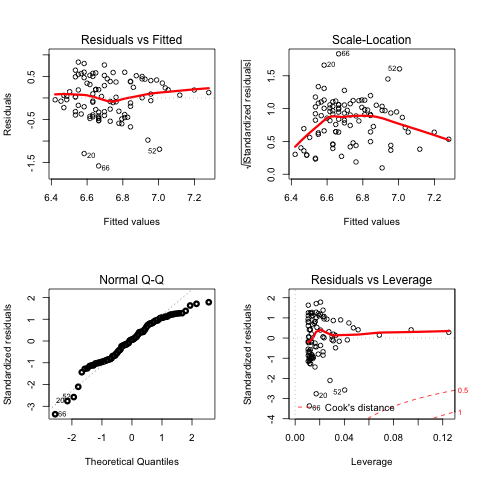 Residuals vs Fitted
Residuals
0.5
-0.5
-1.5
20
52
66
6.4 6.6 6.8 7.0 7.2
Fitted values
Scale-Location
√|Standardized residuals|
1.5
1.0
0.5
0.0
66
20
52
6.4 6.6 6.8 7.0 7.2
Fitted values
Normal Q-Q
Standardized residuals
2
1
0
-1
-2
-3
52
20
66
-2 -1 0 1 2
Theoretical Quantiles
Residuals vs Leverage
Standardized residuals
2
1
0
-1
-2
-3
-4
20
52
66
Cook's distance
0.5
1
0.00 0.04 0.08 0.12
Leverage